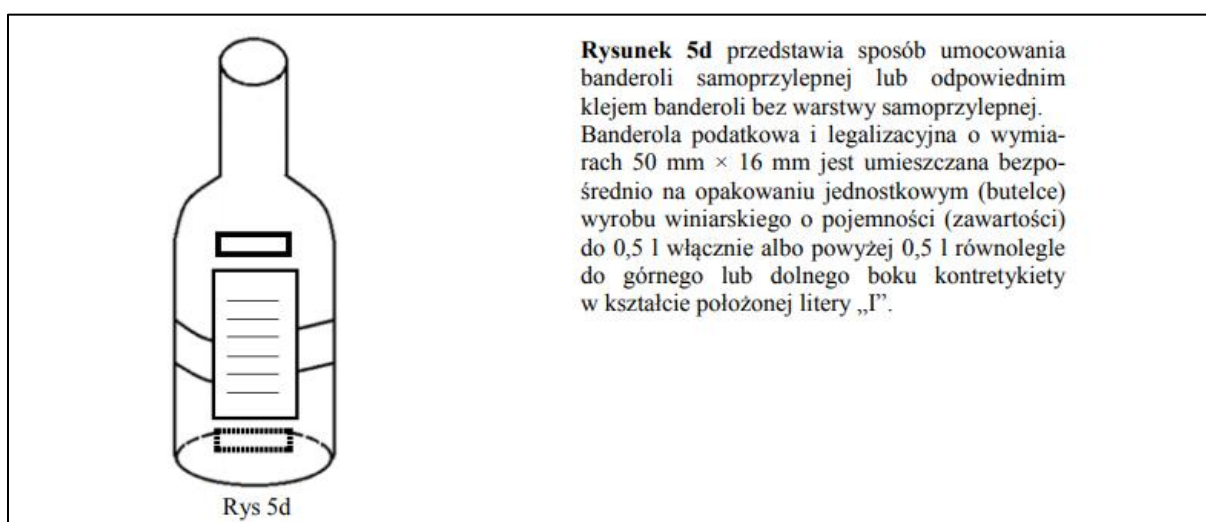 Rysunek 5d przedstawia sposób umocowania
banderoli samoprzylepnej lub odpowiednim
klejem banderoli bez warstwy samoprzylepnej.
Banderola podatkowa i legalizacyjna o wymia-
rach 50 mm × 16 mm jest umieszczana bezpo-
średnio na opakowaniu jednostkowym (butelce)
wyrobu winiarskiego o pojemności (zawartości)
do 0,5 l włącznie albo powyżej 0,5 l równolegle
do górnego lub dolnego boku kontretykiety
w kształcie położonej litery „I”.
Rys 5d